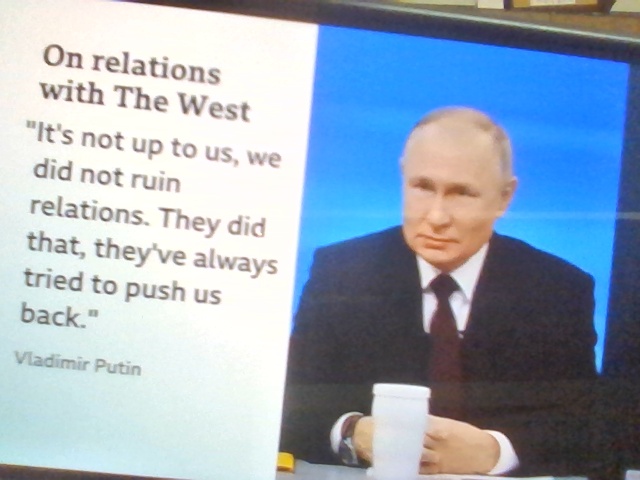 On relations
with The West
"It's not up to us, we
did not ruin
relations. They did
that, they've always
tried to push us
back."
Vladimir Putin